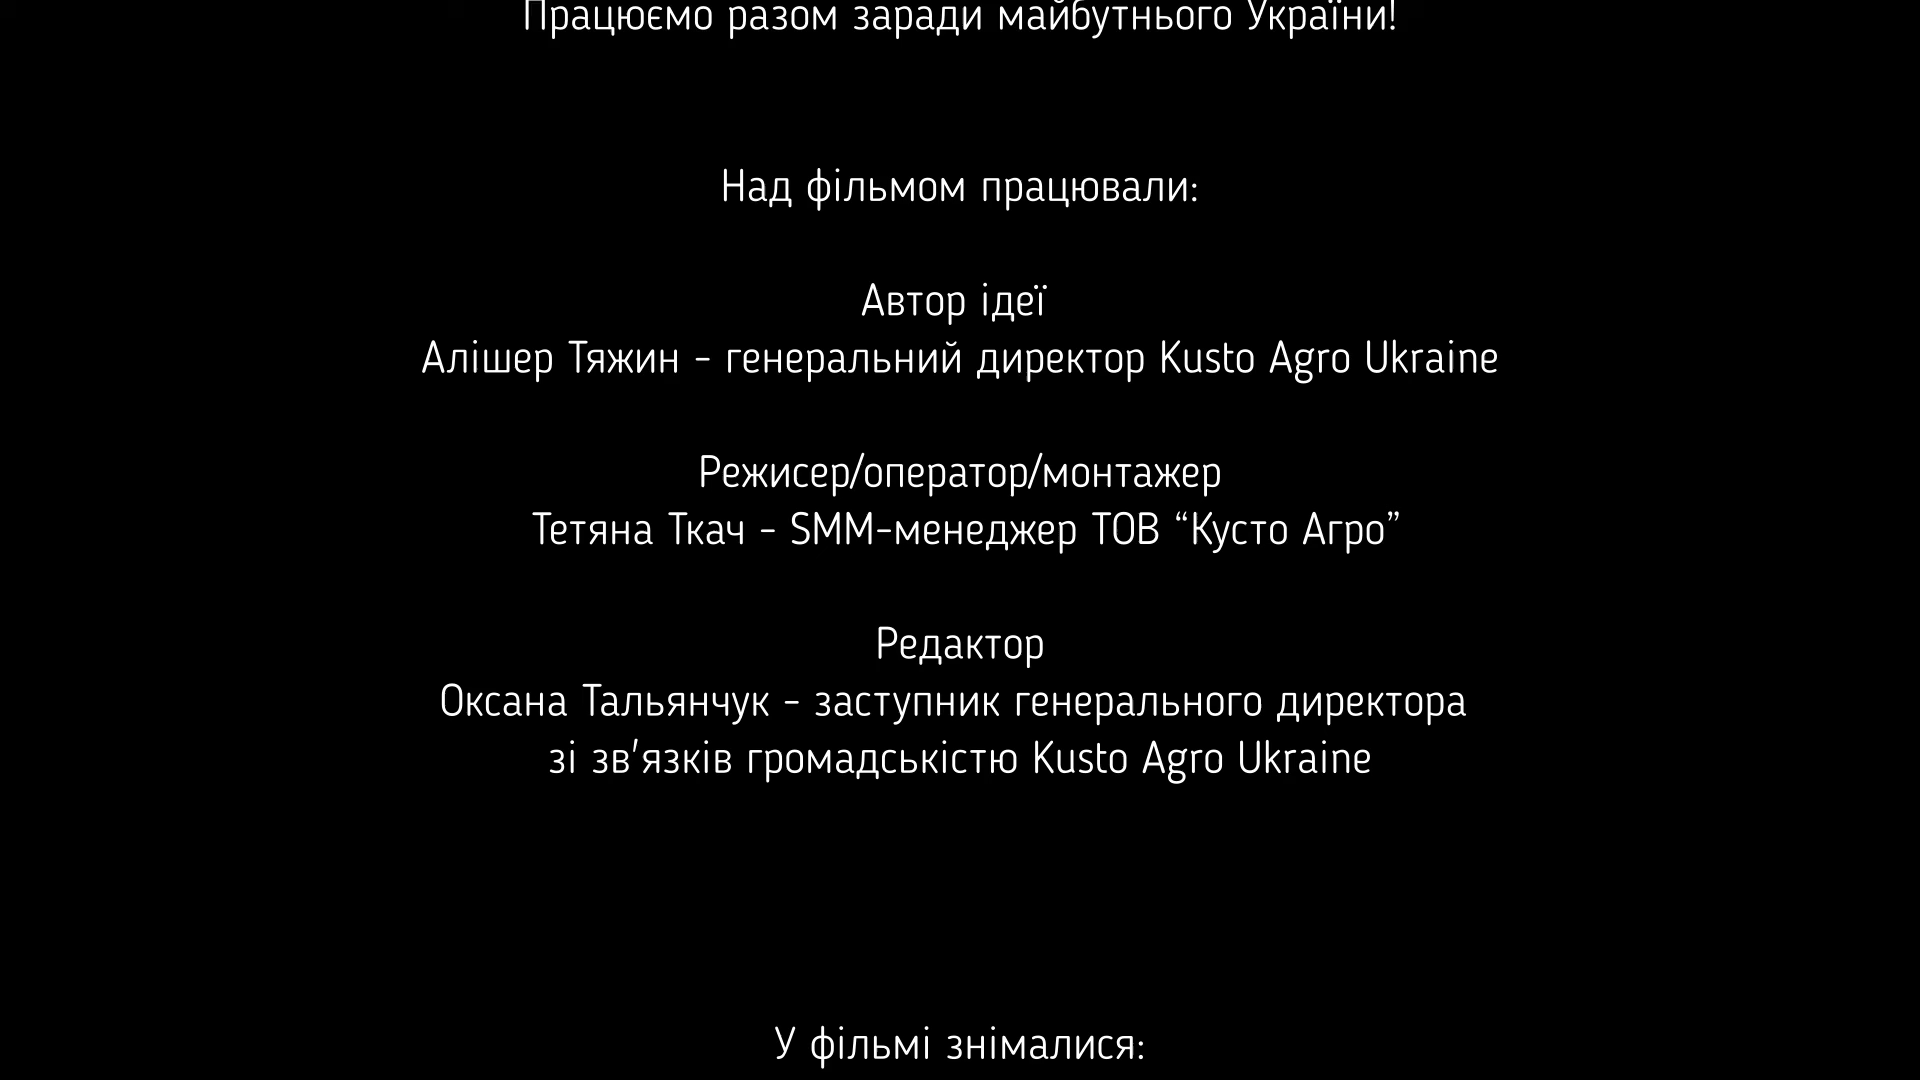 Працюємо разом заради майбутнього України!
Над фільмом працювали:
Автор ідеї
Алішер Тяжин - генеральний директор Kusto Agro Ukraine
Режисер/оператор/монтажер
Тетяна Ткач - SMM-менеджер ТОВ “Кусто Агро”
Редактор
Оксана Тальянчук - заступник генерального директора
зі зв'язків громадськістю Kusto Agro Ukraine
У фільмі знімалися: